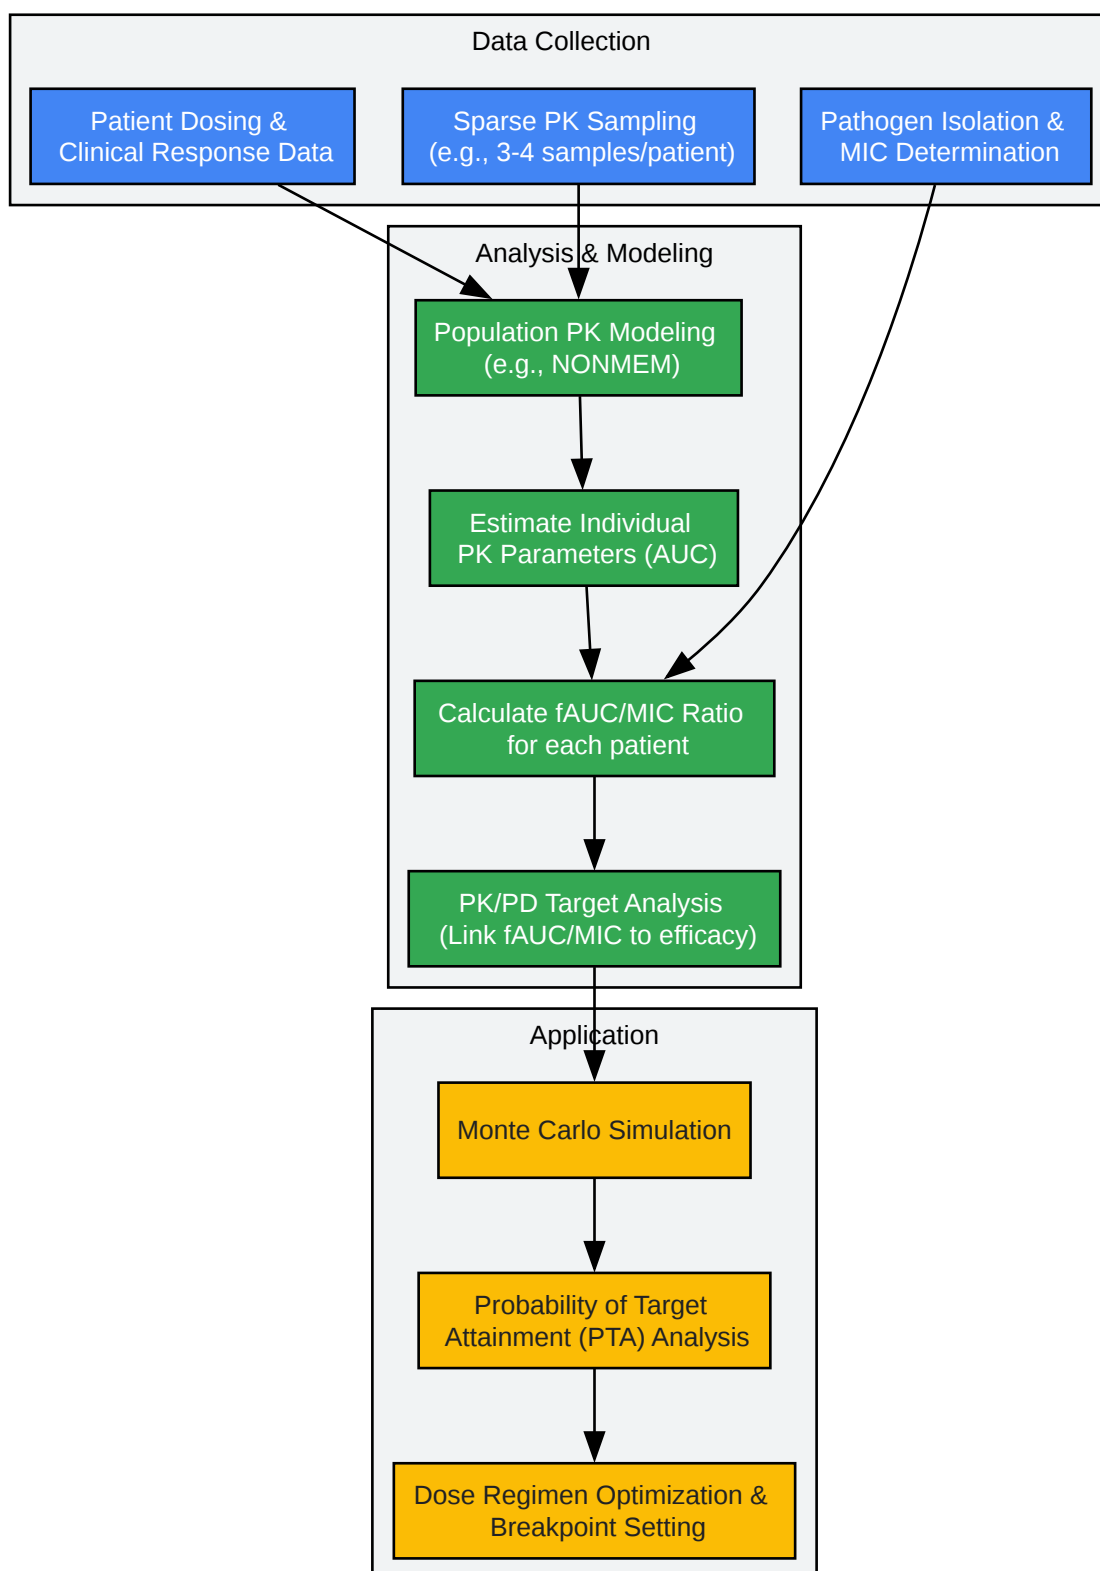 Data Collection
Patient Dosing &
Clinical Response Data
Sparse PK Sampling
(e.g., 3-4 samples/patient)
Pathogen Isolation &
MIC Determination
Analysis & Modeling
Population PK Modeling
(e.g., NONMEM)
Estimate Individual
PK Parameters (AUC)
Calculate fAUC/MIC Ratio
for each patient
PK/PD Target Analysis
(Link fAUC/MIC to efficacy)
Application
Monte Carlo Simulation
Probability of Target
Attainment (PTA) Analysis
Dose Regimen Optimization &
Breakpoint Setting